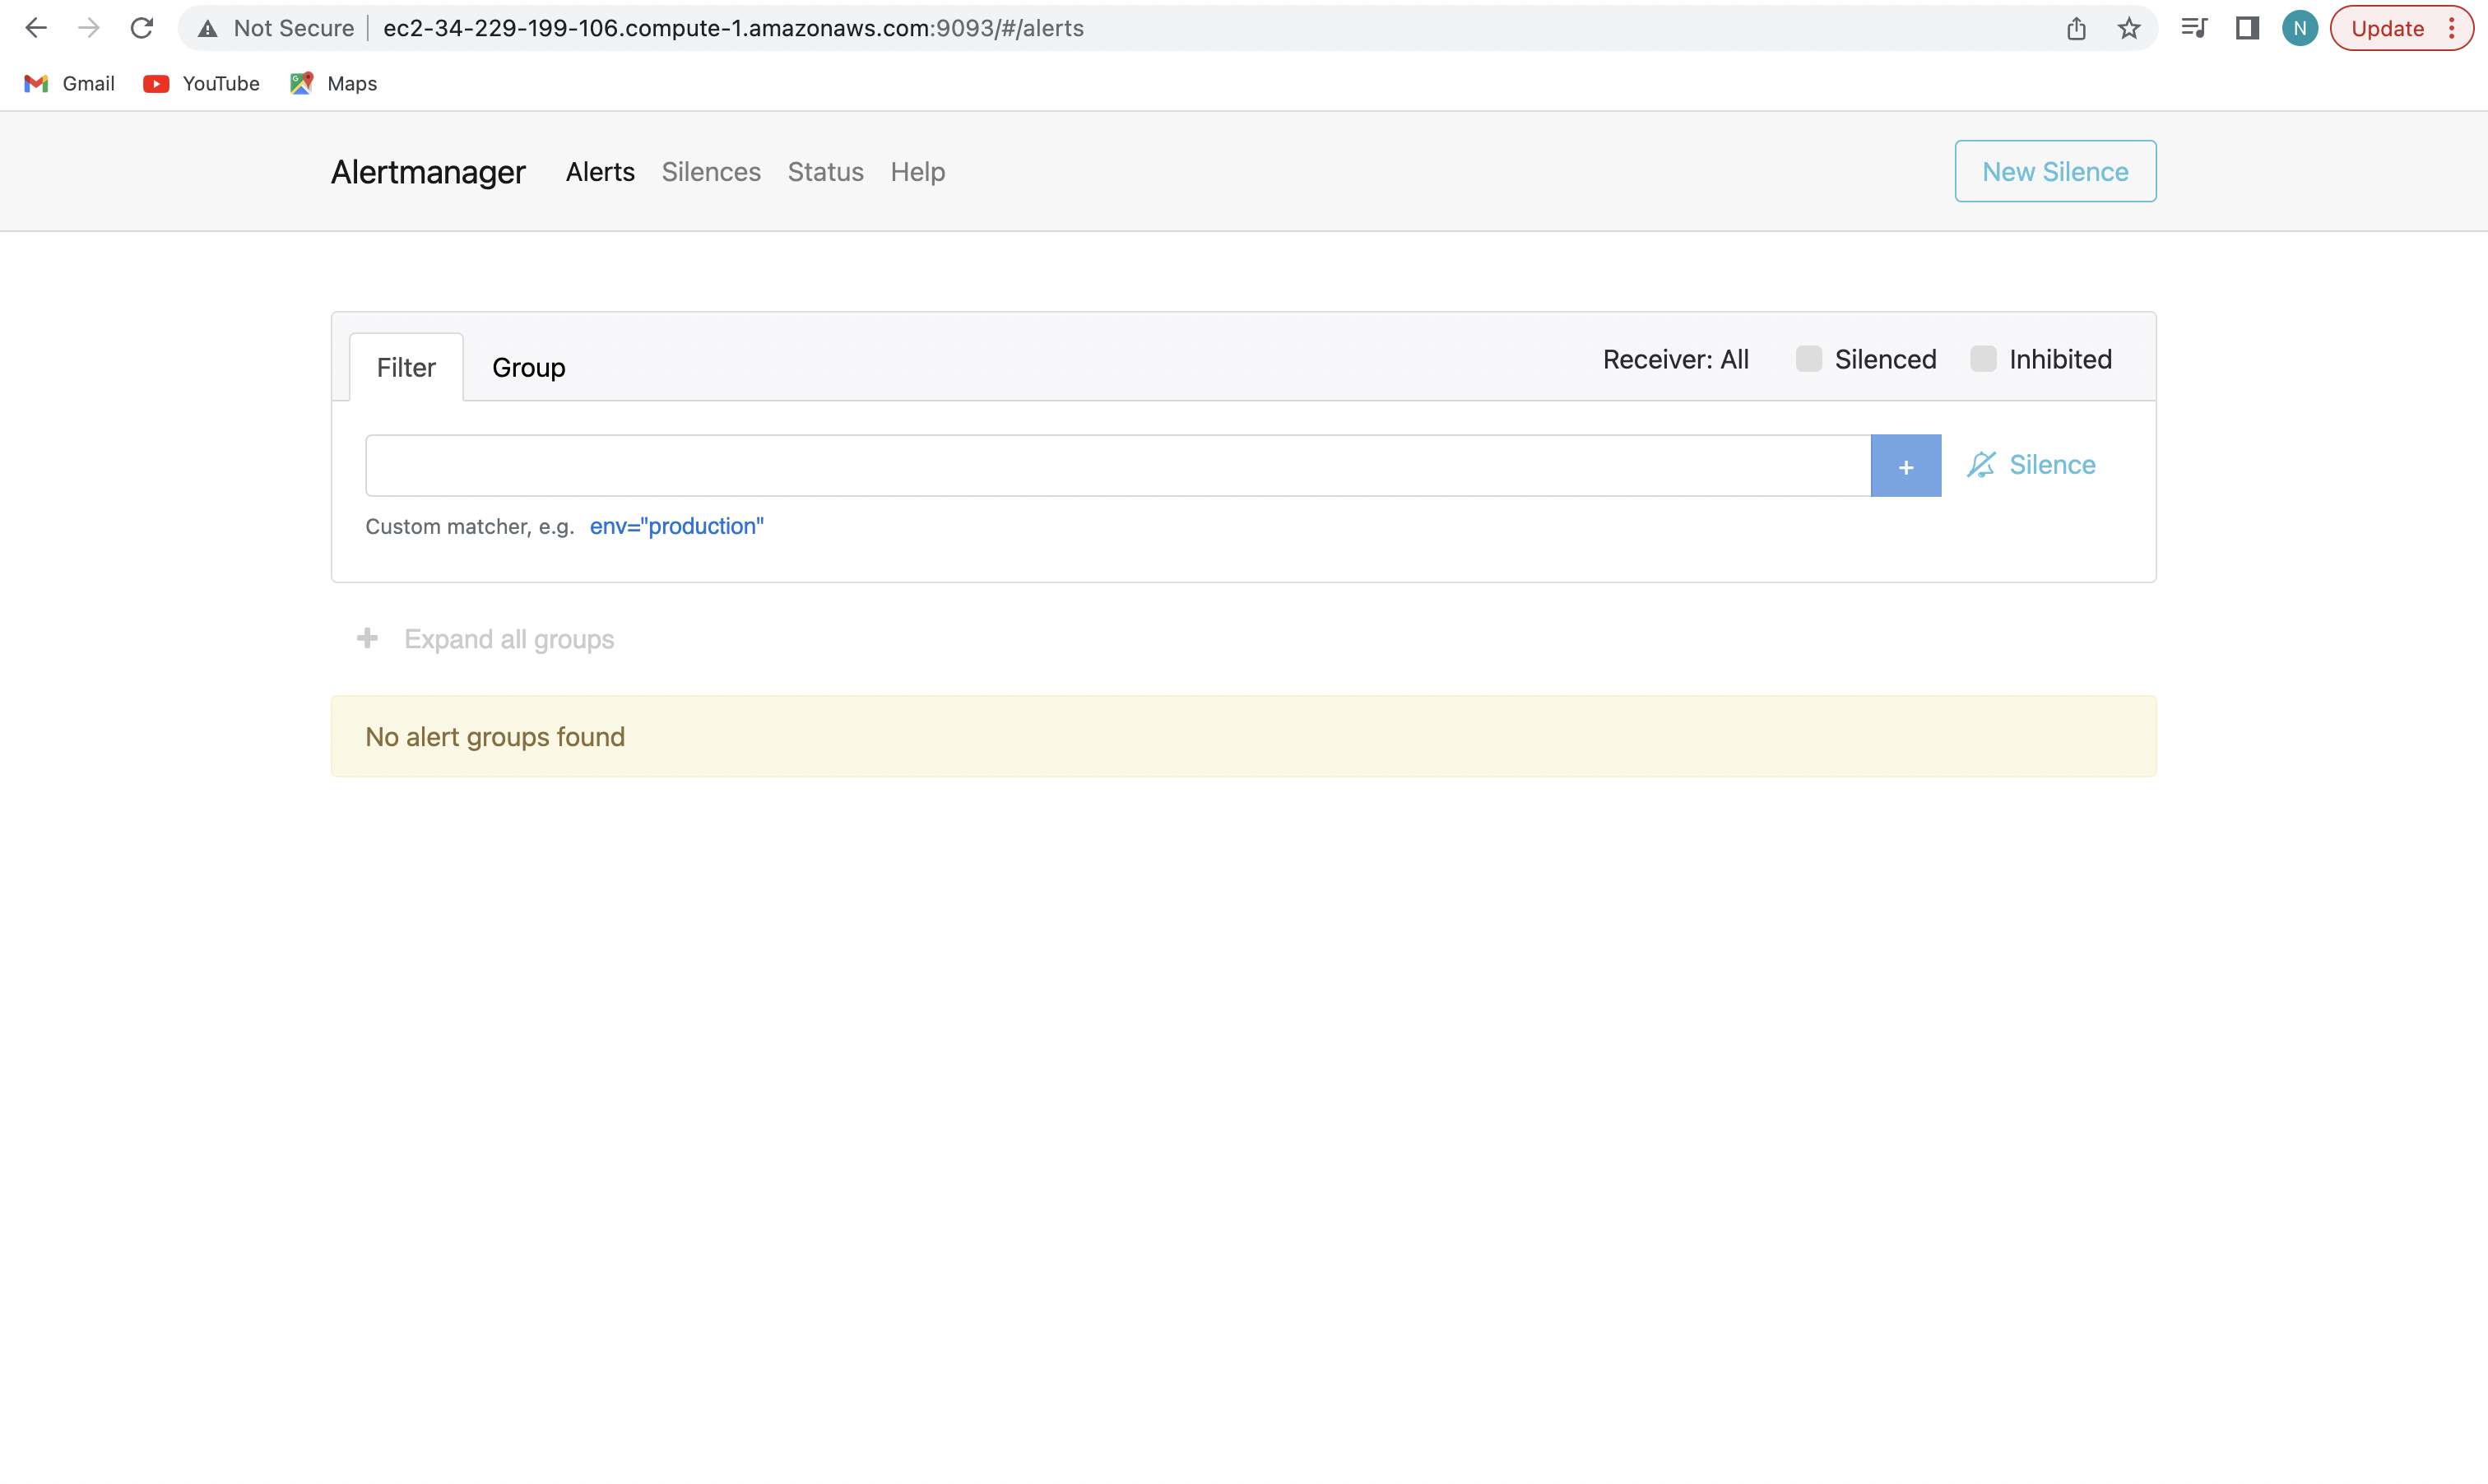 Not Secure ec2-34-229-199-106.compute-1.amazonaws.com:9093/#/alerts N Update
Gmail YouTube Maps
Alertmanager Alerts Silences Status Help New Silence
Filter Group Receiver: All Silenced Inhibited
+ Silence
Custom matcher, e.g. env="production"
+ Expand all groups
No alert groups found